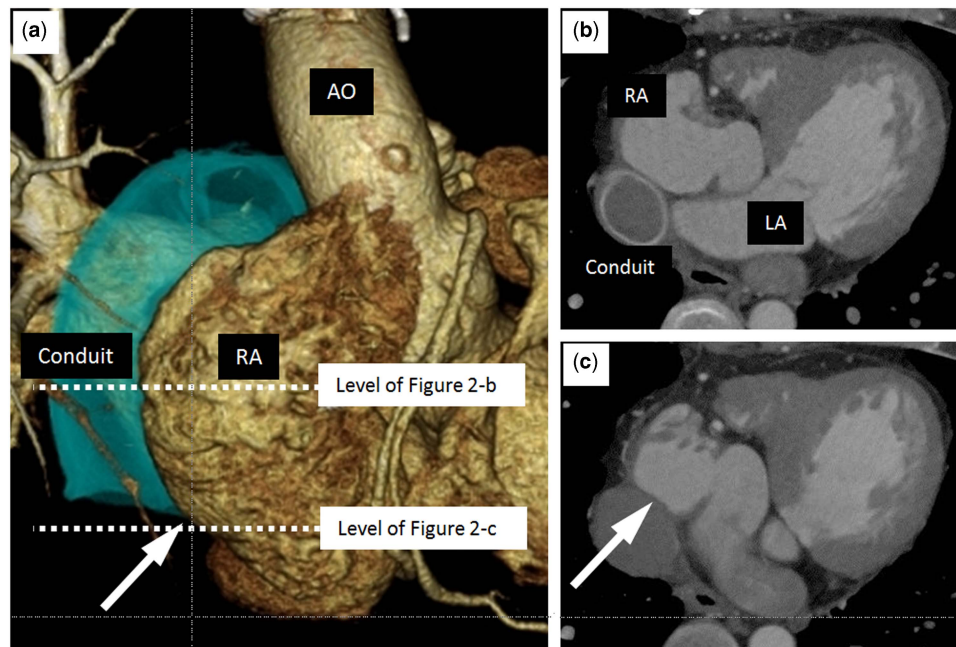 (a)
AO
Conduit
RA
Level of Figure 2-b
Level of Figure 2-c
(b)
RA
LA
Conduit
(c)